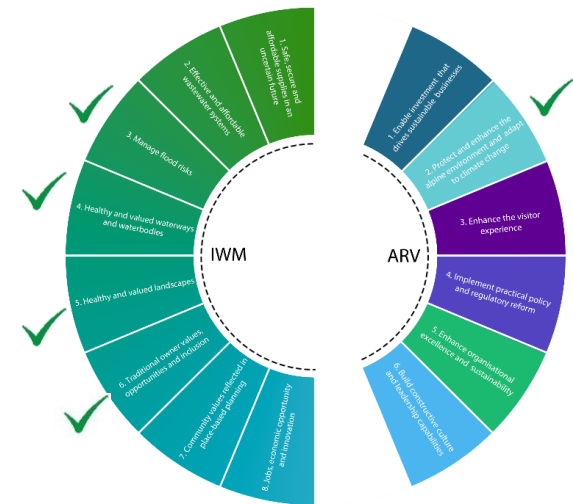 1. Safe, secure and
affordable supplies in an
uncertain future
2. Effective and affordable
wastewater systems
3. Manage flood risks
4. Healthy and valued waterways
and waterbodies
5. Healthy and valued landscapes
6. Traditional owner values,
opportunities and inclusion
7. Community values reflected in
place-based planning
8. Jobs, economic opportunity
and innovation
IWM
ARV
1. Enable investment that
drives sustainable businesses
2. Protect and enhance the
alpine environment and adapt
to climate change
3. Enhance the visitor
experience
4. Implement practical policy
and regulatory reform
5. Enhance organisational
excellence and sustainability
6. Build constructive culture
and leadership capabilities